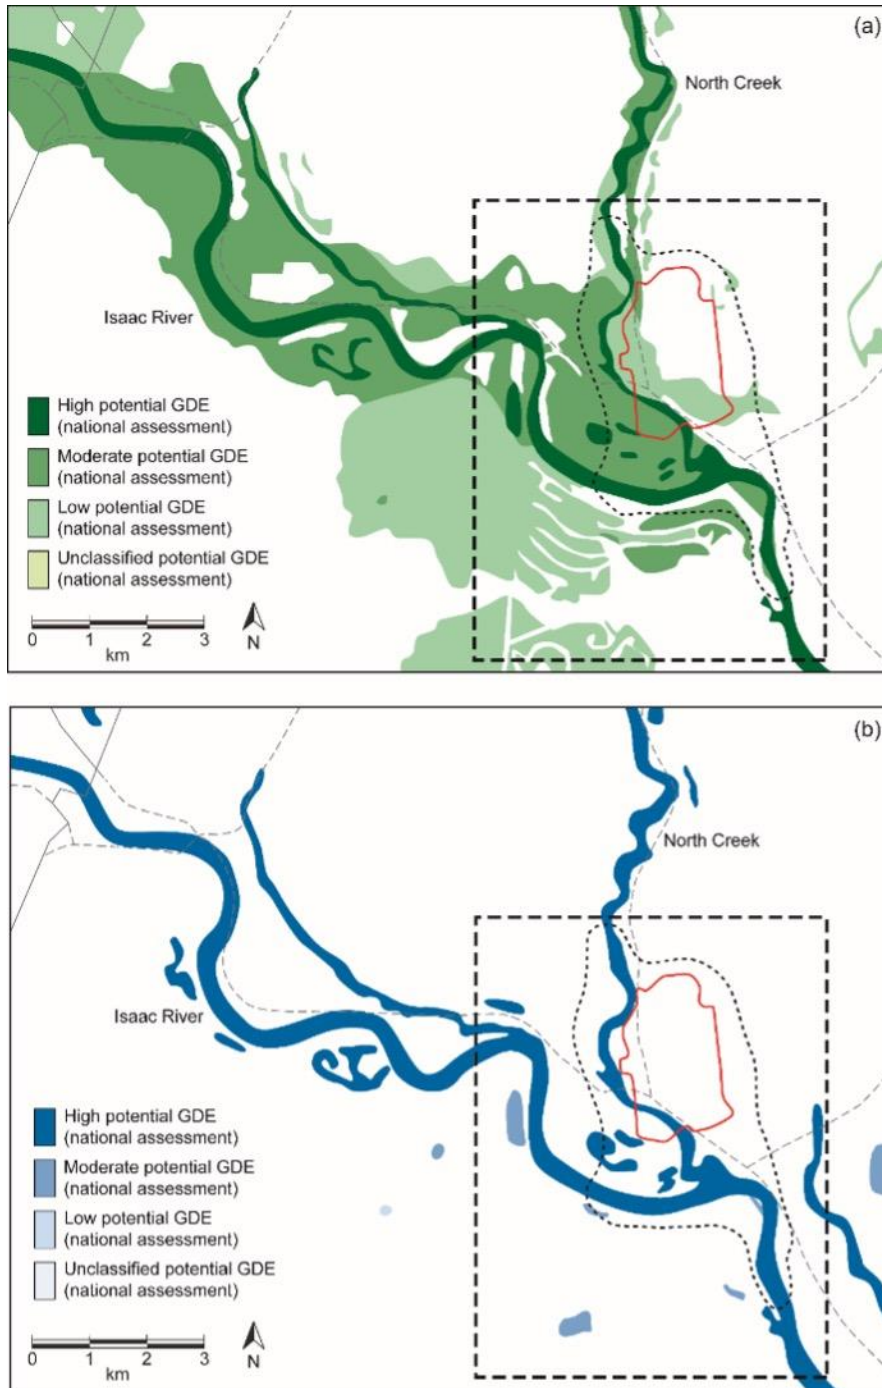 (a)
North Creek
Isaac River
High potential GDE
(national assessment)
Moderate potential GDE
(national assessment)
Low potential GDE
(national assessment)
Unclassified potential GDE
(national assessment)
0 1 2 3
km
N
(b)
North Creek
Isaac River
High potential GDE
(national assessment)
Moderate potential GDE
(national assessment)
Low potential GDE
(national assessment)
Unclassified potential GDE
(national assessment)
0 1 2 3
km
N